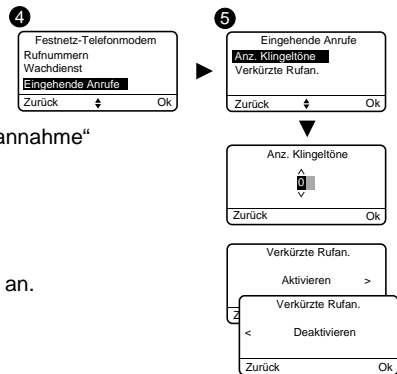 4
Festnetz-Telefonmodem
Rufnummern
Wachdienst
Eingehende Anrufe
Zurück Ok
5
Eingehende Anrufe
Anz. Klingeltöne
Verkürzte Rufan.
Zurück Ok
annahme“
Anz. Klingeltöne
0
Zurück Ok
an.
Verkürzte Rufan.
Aktivieren >
Z
Verkürzte Rufan.
< Deaktivieren
Zurück Ok